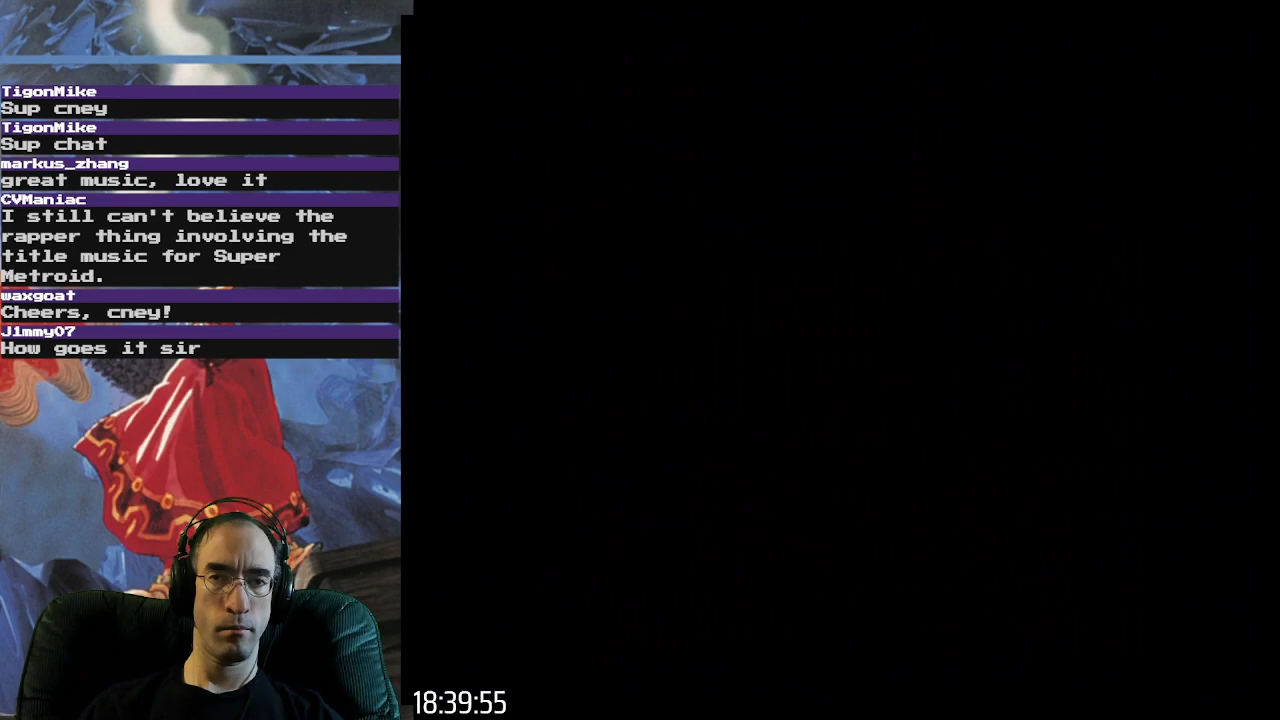 TigonMike
Sup cney
TigonMike
Sup chat
markus_zhang
great music, love it
CVManiac
I still can't believe the
rapper thing involving the
title music for Super
Metroid.
waxgoat
Cheers, cney!
J1mmy07
How goes it sir
18:39:55